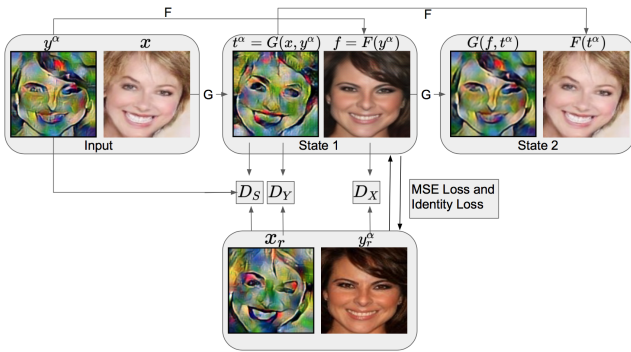 F
F
y^α
x
t^α = G(x, y^α)
f = F(y^α)
G(f, t^α)
F(t^α)
G
G
Input
State 1
State 2
D_S
D_Y
D_X
MSE Loss and
Identity Loss
x_r
y_r^α